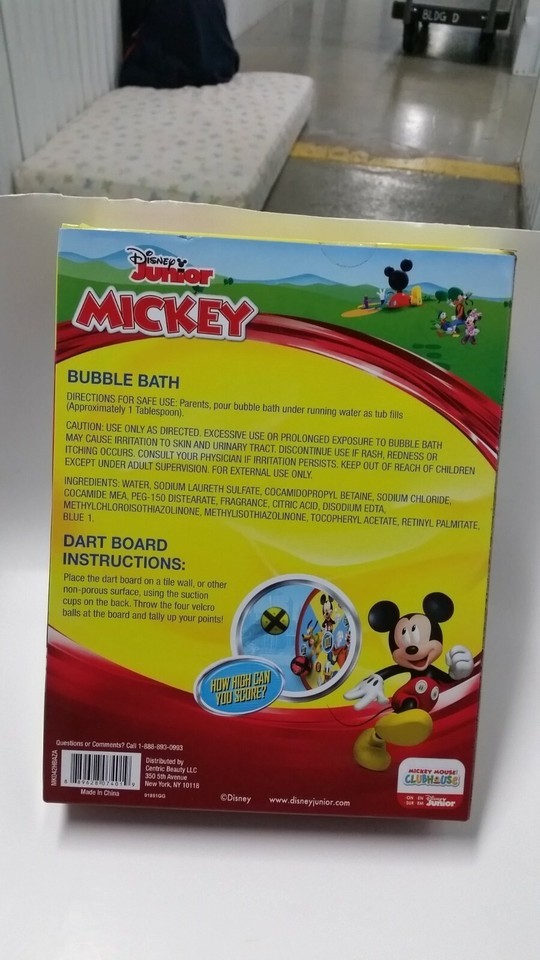 BLDG D
Disney
Junior
MICKEY
BUBBLE BATH
DIRECTIONS FOR SAFE USE: Parents, pour bubble bath under running water as tub fills
(Approximately 1 Tablespoon).
CAUTION: USE ONLY AS DIRECTED. EXCESSIVE USE OR PROLONGED EXPOSURE TO BUBBLE BATH
MAY CAUSE IRRITATION TO SKIN AND URINARY TRACT. DISCONTINUE USE IF RASH, REDNESS OR
ITCHING OCCURS. CONSULT YOUR PHYSICIAN IF IRRITATION PERSISTS. KEEP OUT OF REACH OF CHILDREN
EXCEPT UNDER ADULT SUPERVISION. FOR EXTERNAL USE ONLY.
INGREDIENTS: WATER, SODIUM LAURETH SULFATE, COCAMIDOPROPYL BETAINE, SODIUM CHLORIDE,
COCAMIDE MEA, PEG-150 DISTEARATE, FRAGRANCE, CITRIC ACID, DISODIUM EDTA,
METHYLCHLOROISOTHIAZOLINONE, METHYLISOTHIAZOLINONE, TOCOPHERYL ACETATE, RETINYL PALMITATE,
BLUE 1.
DART BOARD
INSTRUCTIONS:
Place the dart board on a tile wall, or other
non-porous surface, using the suction
cups on the back. Throw the four velcro
balls at the board and tally up your points!
HOW HIGH CAN
YOU SCORE?
Questions or Comments? Call 1-888-893-0993
Distributed by
Centric Beauty LLC
350 5th Avenue
New York, NY 10118
Made In China
©Disney
www.disneyjunior.com
MICKEY MOUSE
CLUBHOUSE
Disney
Junior